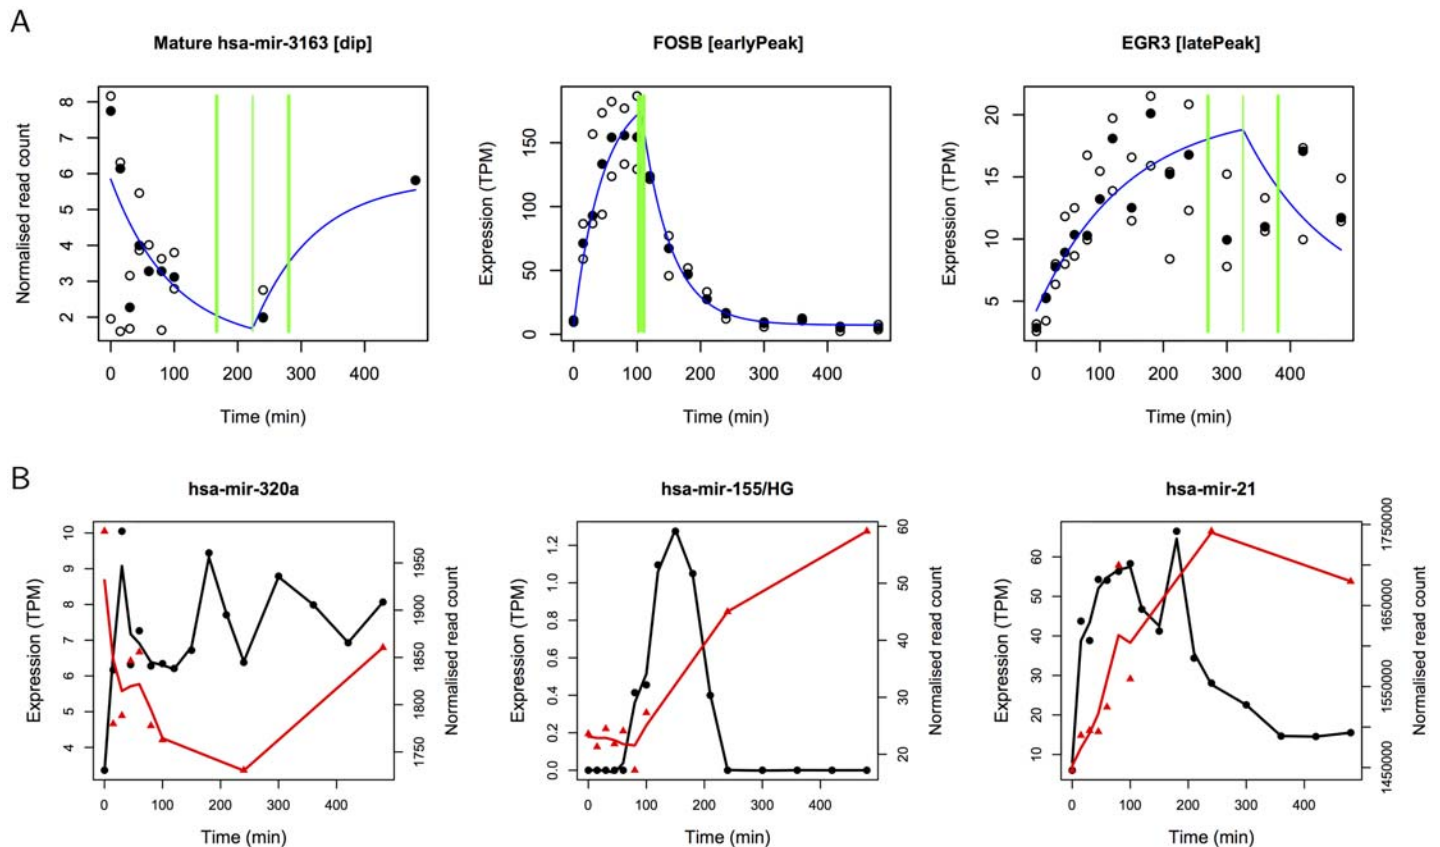 A
Mature hsa-mir-3163 [dip]
FOSB [earlyPeak]
EGR3 [latePeak]
Normalised read count
8
7
6
5
4
3
2
0 100 200 300 400
Time (min)
Expression (TPM)
150
100
50
0
0 100 200 300 400
Time (min)
Expression (TPM)
20
15
10
5
0 100 200 300 400
Time (min)
B
hsa-mir-320a
hsa-mir-155/HG
hsa-mir-21
Expression (TPM)
10
9
8
7
6
5
4
1950
1900
1850
1800
1750
Normalised read count
0 100 200 300 400
Time (min)
Expression (TPM)
1.2
1.0
0.8
0.6
0.4
0.2
0.0
60
50
40
30
20
Normalised read count
0 100 200 300 400
Time (min)
Expression (TPM)
60
50
40
30
20
10
1750000
1650000
1550000
1450000
Normalised read count
0 100 200 300 400
Time (min)